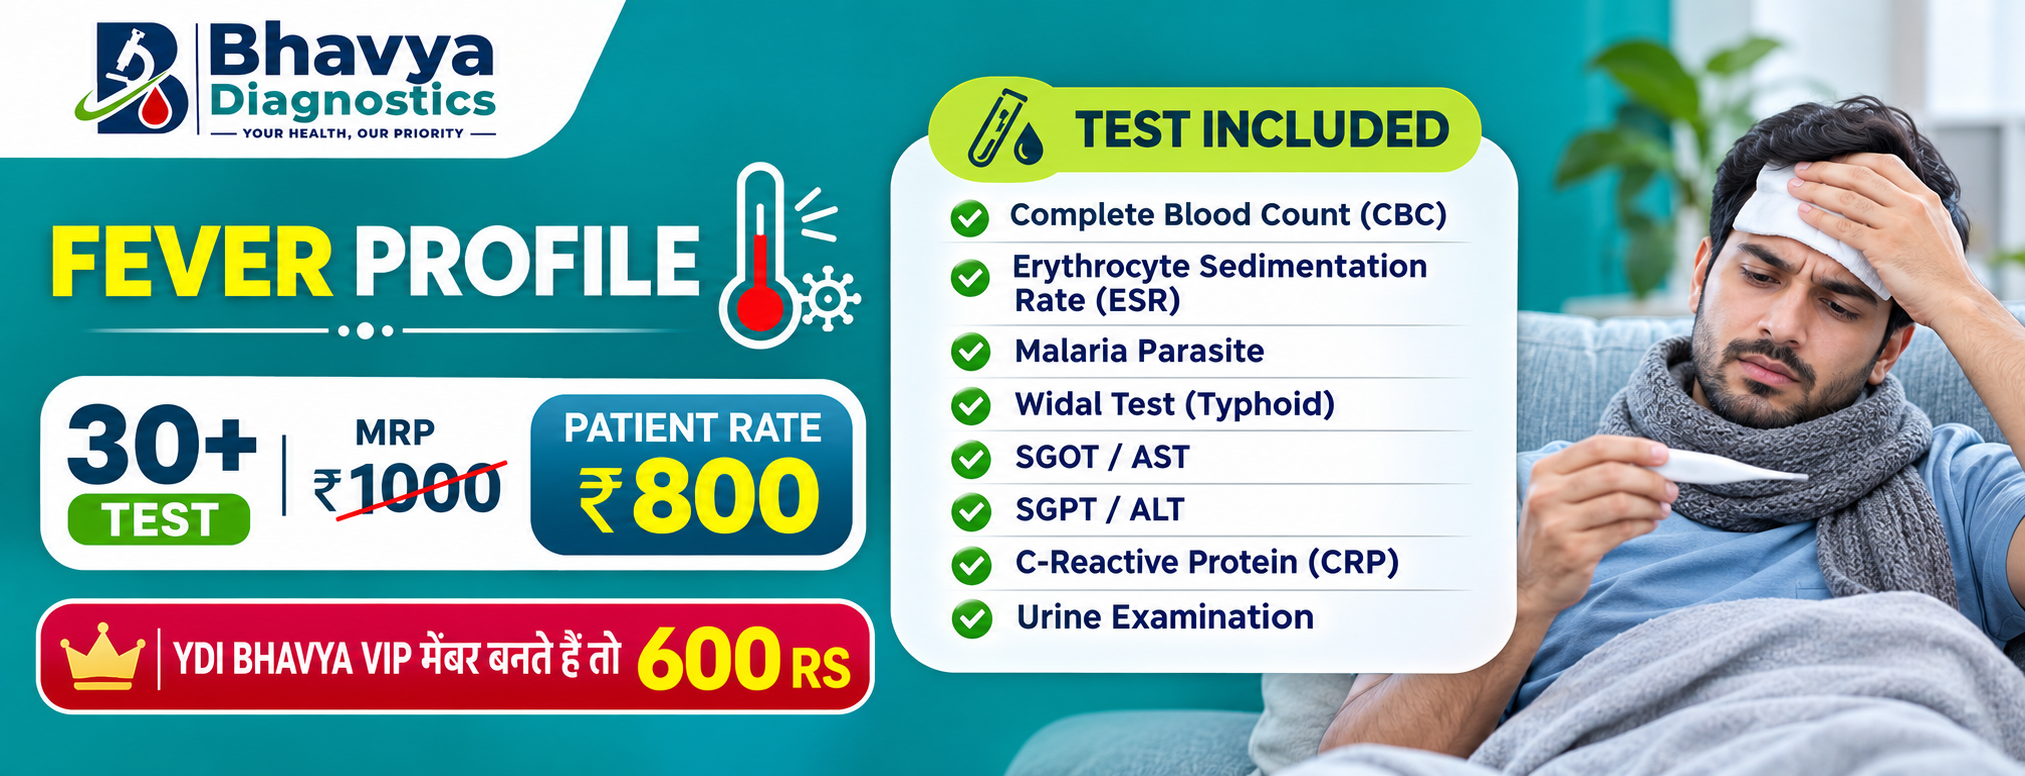 Bhavya
Diagnostics
YOUR HEALTH, OUR PRIORITY
FEVER PROFILE
30+
TEST
MRP
₹1000
PATIENT RATE
₹800
YDI BHAVYA VIP मेंबर बनते हैं तो 600 RS
TEST INCLUDED
Complete Blood Count (CBC)
Erythrocyte Sedimentation
Rate (ESR)
Malaria Parasite
Widal Test (Typhoid)
SGOT / AST
SGPT / ALT
C-Reactive Protein (CRP)
Urine Examination